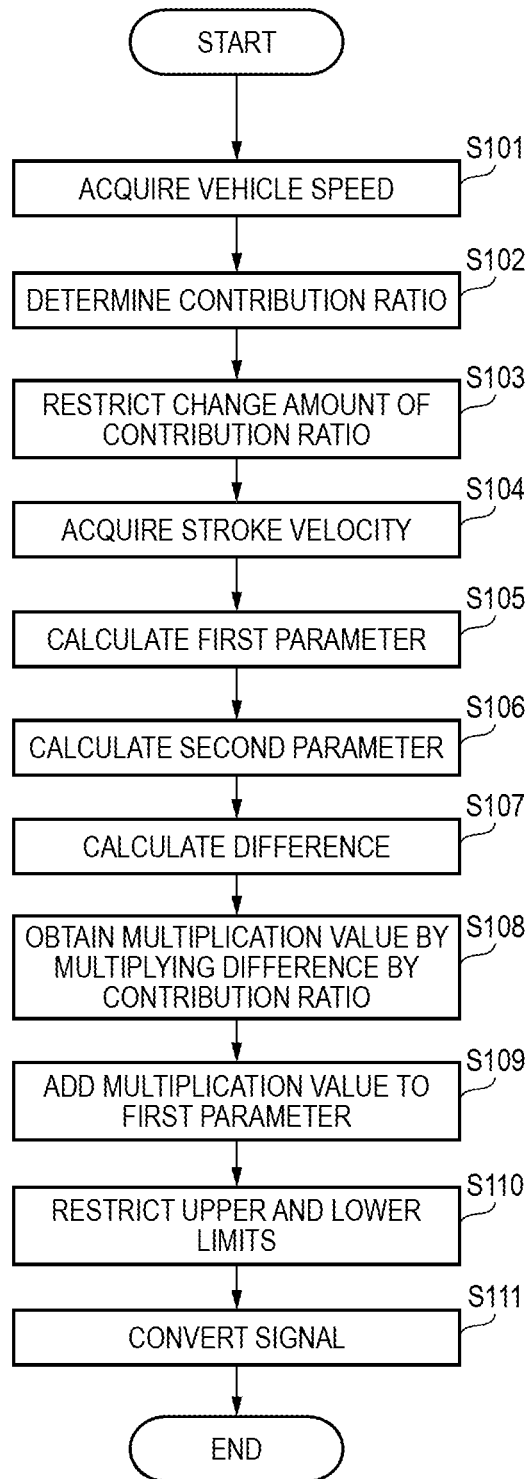 START
S101
ACQUIRE VEHICLE SPEED
S102
DETERMINE CONTRIBUTION RATIO
S103
RESTRICT CHANGE AMOUNT OF
CONTRIBUTION RATIO
S104
ACQUIRE STROKE VELOCITY
S105
CALCULATE FIRST PARAMETER
S106
CALCULATE SECOND PARAMETER
S107
CALCULATE DIFFERENCE
S108
OBTAIN MULTIPLICATION VALUE BY
MULTIPLYING DIFFERENCE BY
CONTRIBUTION RATIO
S109
ADD MULTIPLICATION VALUE TO
FIRST PARAMETER
S110
RESTRICT UPPER AND LOWER
LIMITS
S111
CONVERT SIGNAL
END